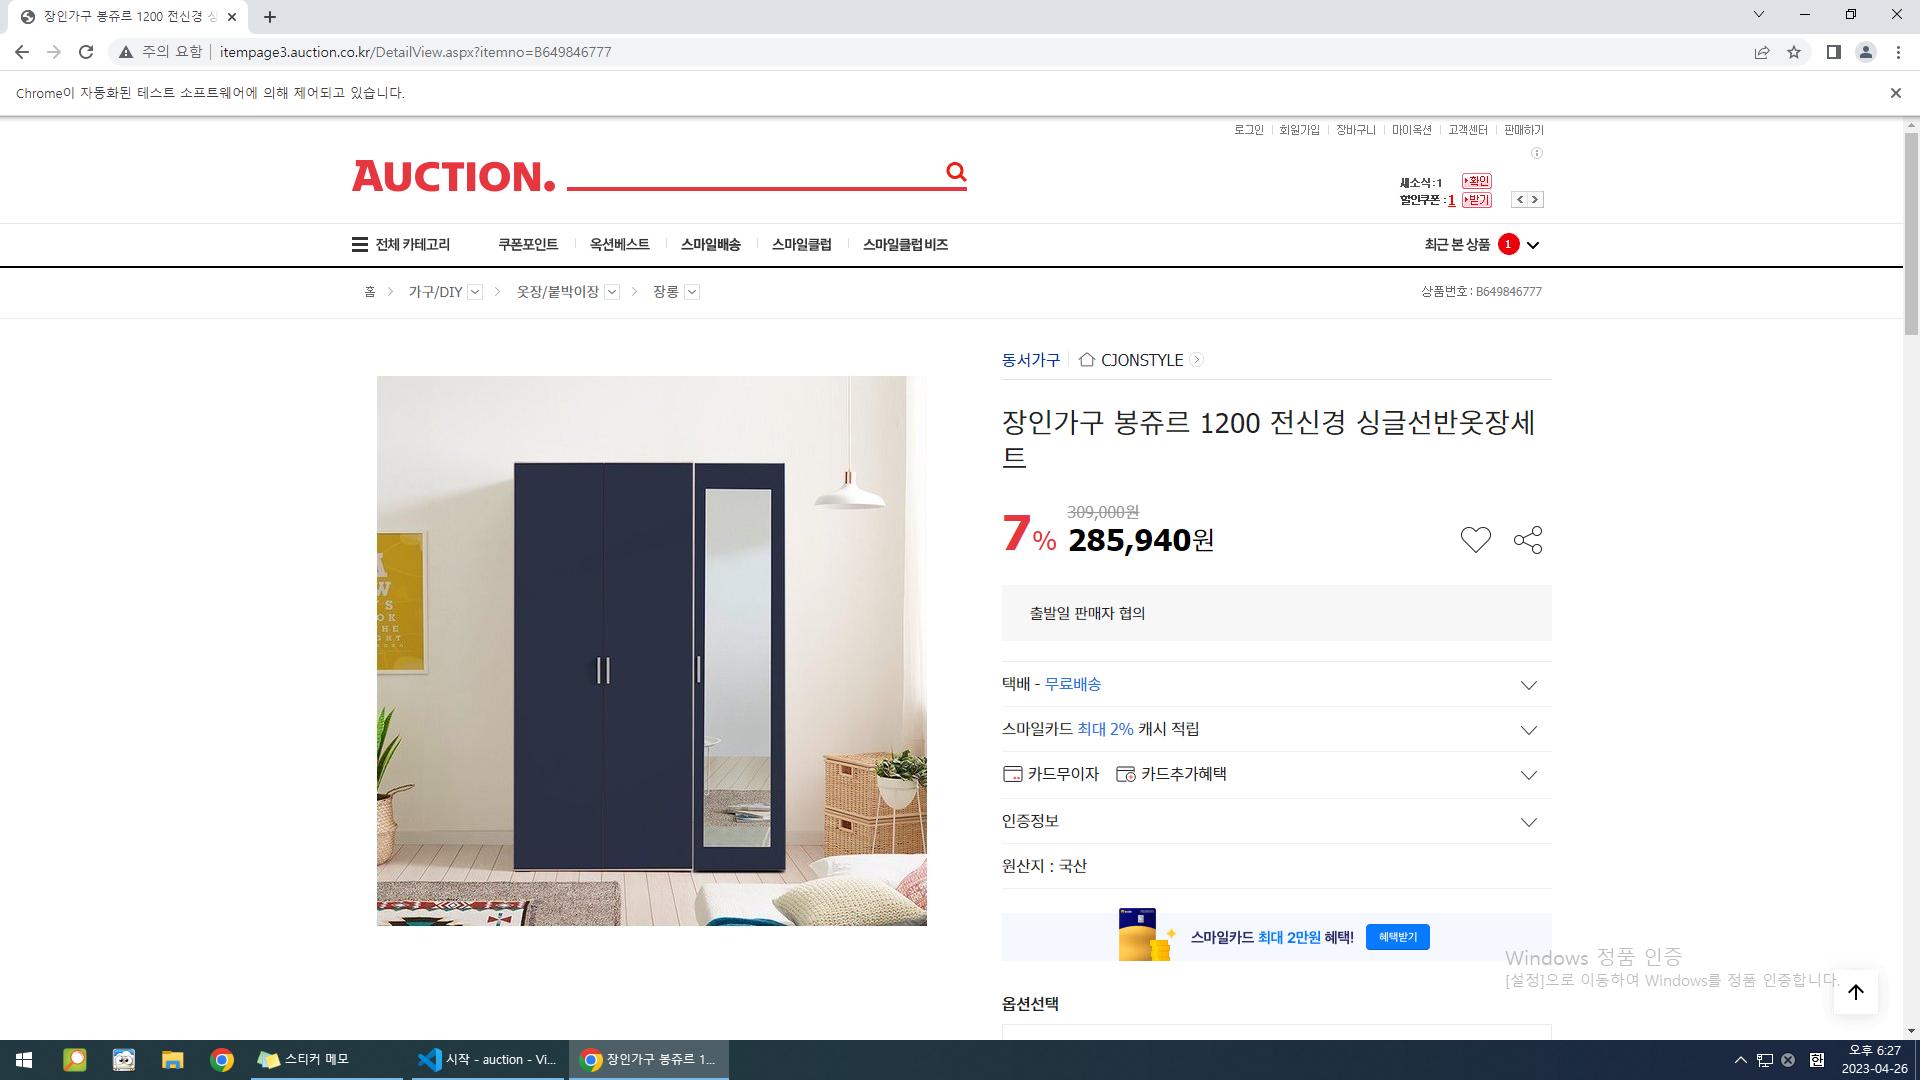 장인가구 봉쥬르 1200 전신경 싱
주의 요함 itempage3.auction.co.kr/DetailView.aspx?itemno=B649846777
Chrome이 자동화된 테스트 소프트웨어에 의해 제어되고 있습니다.
로그인 회원가입 장바구니 마이옥션 고객센터 판매하기
AUCTION.
새소식 : 1 확인
할인쿠폰 : 1 받기
전체 카테고리 쿠폰포인트 옥션베스트 스마일배송 스마일클럽 스마일클럽 비즈 최근 본 상품 1
홈 가구/DIY 옷장/붙박이장 장롱 상품번호 : B649846777
동서가구 CJONSTYLE
장인가구 봉쥬르 1200 전신경 싱글선반옷장세
트
309,000원
7% 285,940원
출발일 판매자 협의
택배 - 무료배송
스마일카드 최대 2% 캐시 적립
카드무이자 카드추가혜택
인증정보
원산지 : 국산
스마일카드 최대 2만원 혜택! 혜택받기
Windows 정품 인증
[설정]으로 이동하여 Windows를 정품 인증합니다.
옵션선택
스티커 메모 시작 - auction - Vi... 장인가구 봉쥬르 1... 한 오후 6:27
2023-04-26